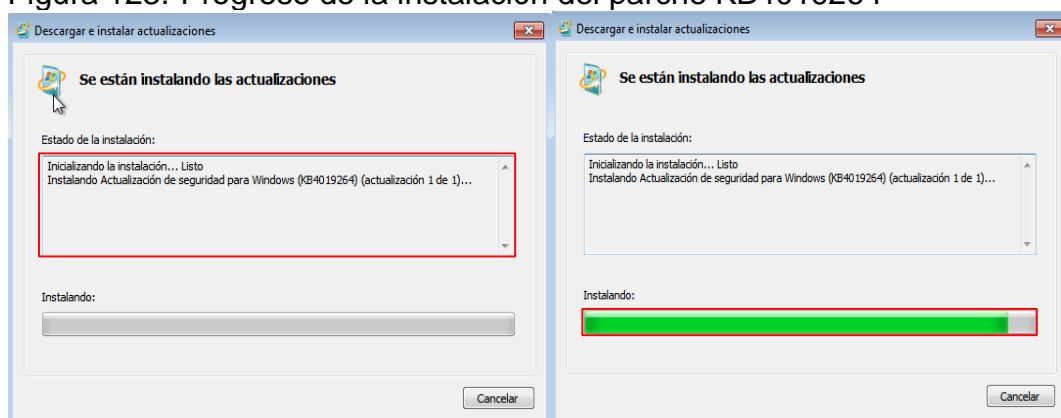 Figura 123. Progreso de la instalación del parche KB4019264
Descargar e instalar actualizaciones
Se están instalando las actualizaciones
Estado de la instalación:
Inicializando la instalación... Listo
Instalando Actualización de seguridad para Windows (KB4019264) (actualización 1 de 1)...
Instalando:
Cancelar
Descargar e instalar actualizaciones
Se están instalando las actualizaciones
Estado de la instalación:
Inicializando la instalación... Listo
Instalando Actualización de seguridad para Windows (KB4019264) (actualización 1 de 1)...
Instalando:
Cancelar